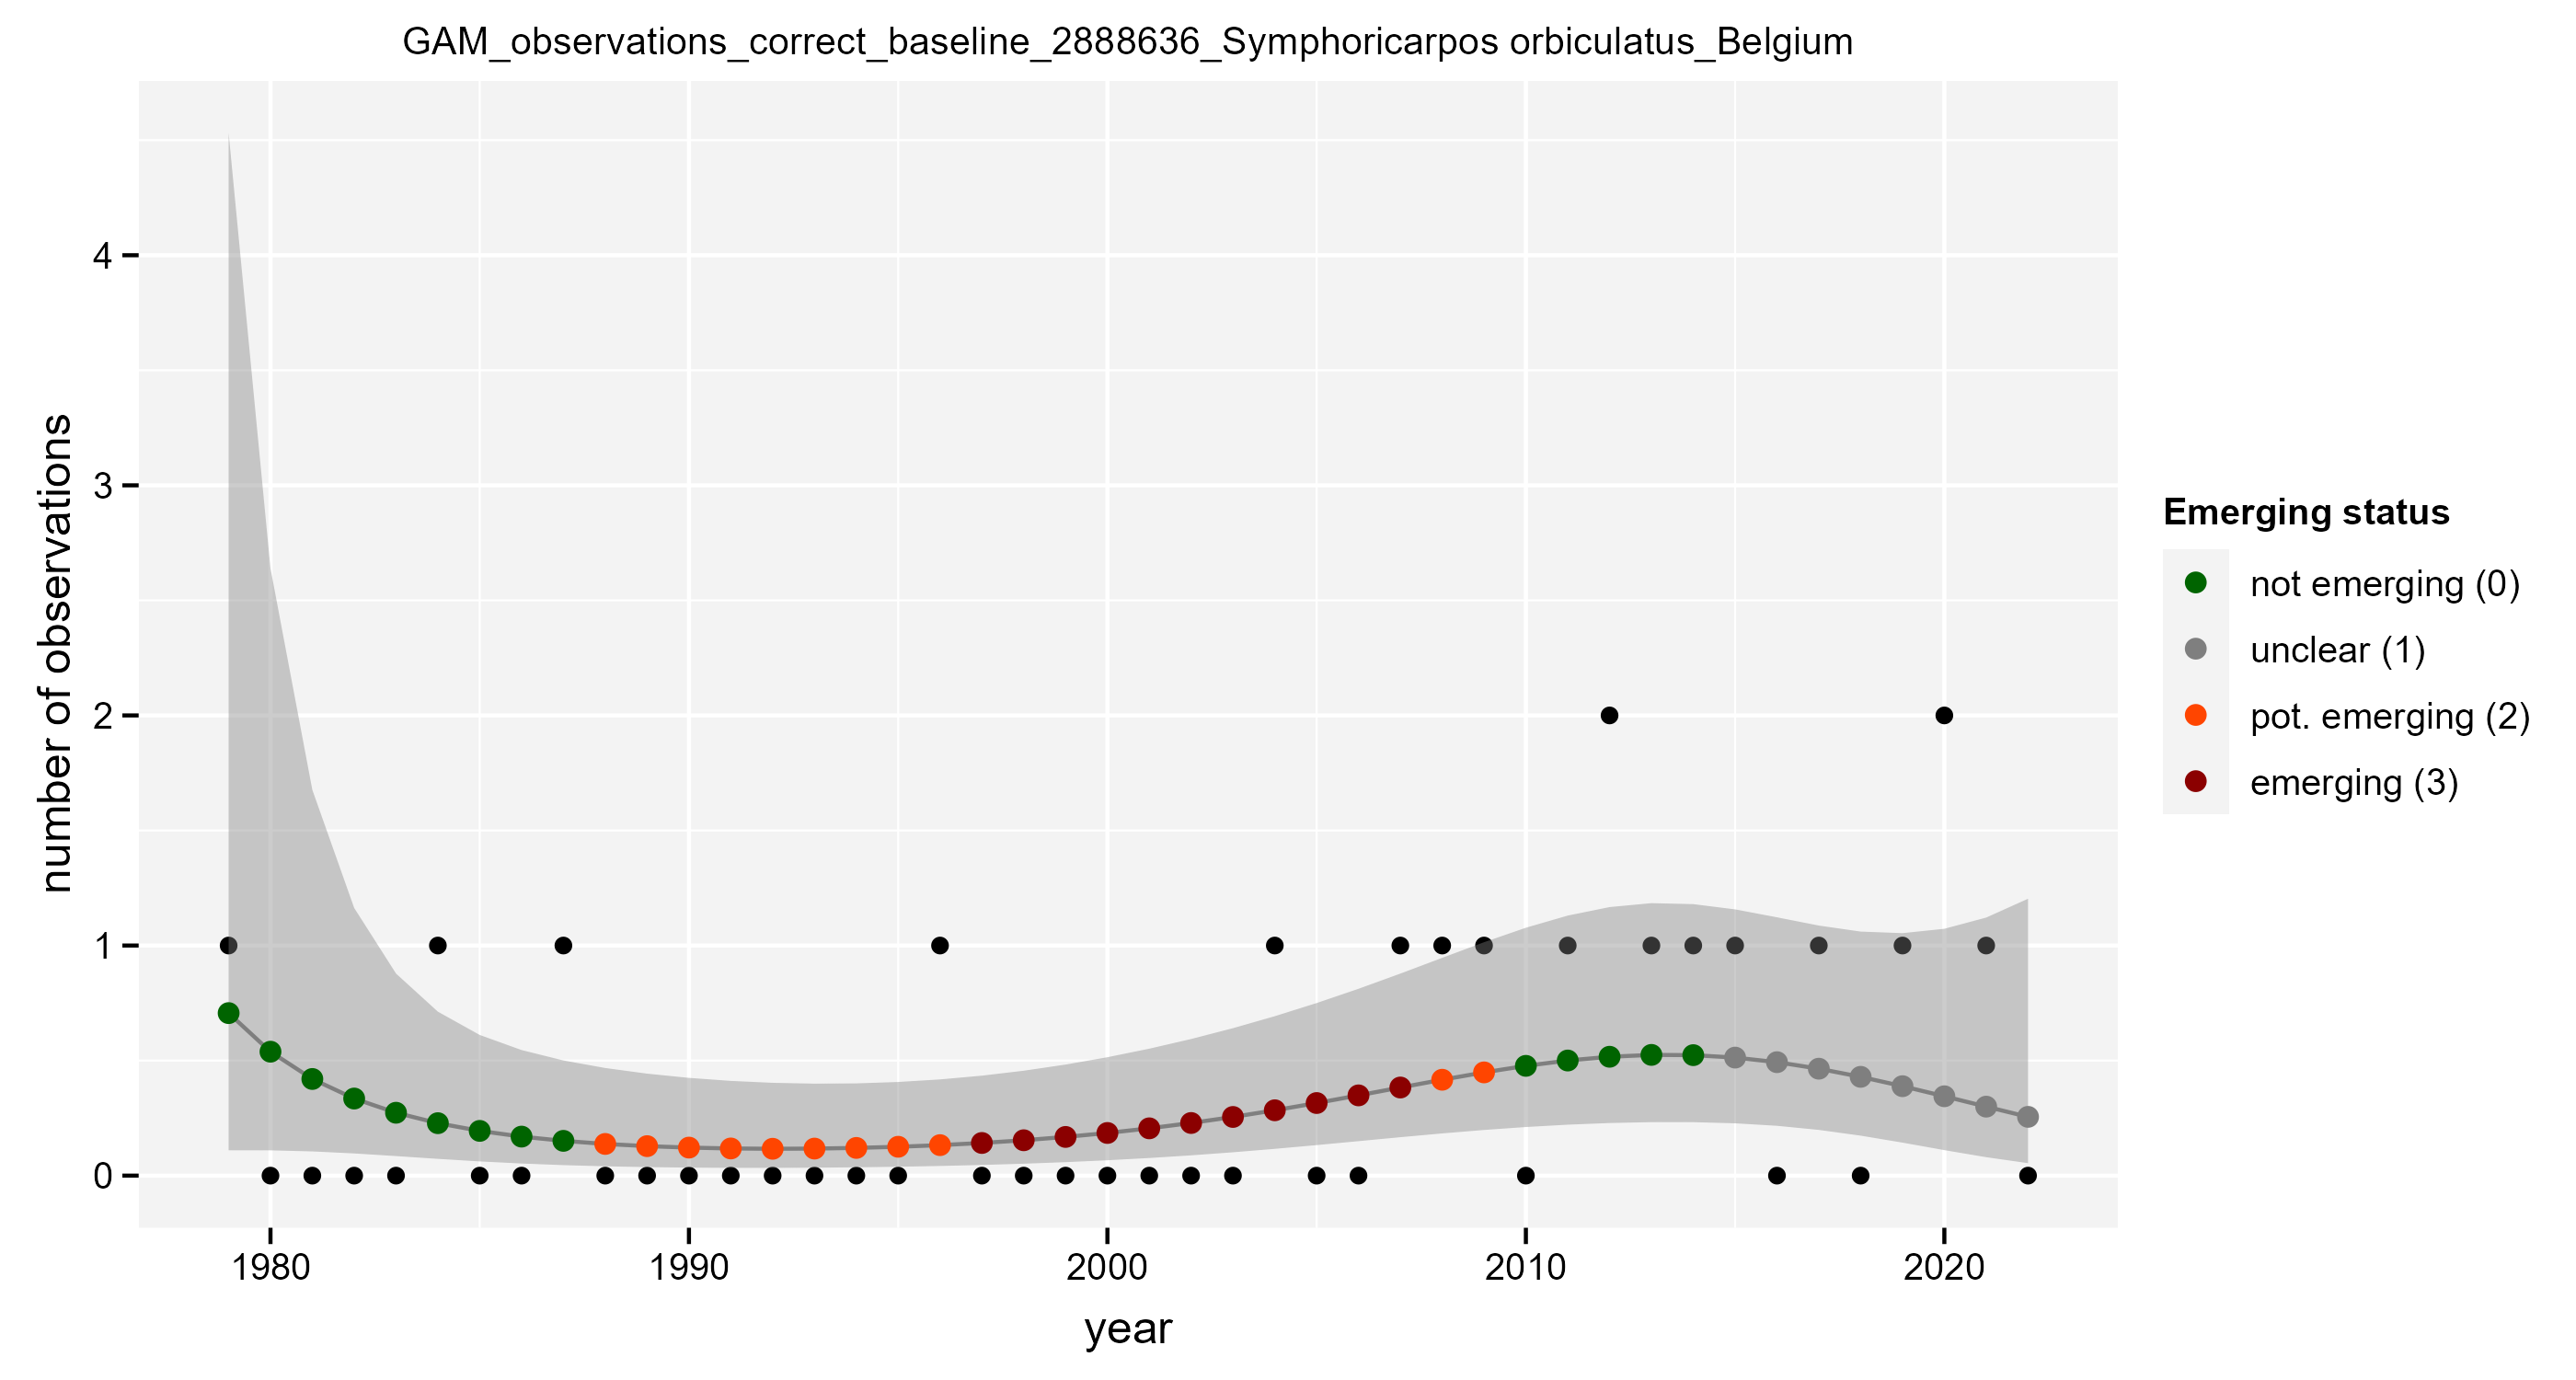 GAM_observations_correct_baseline_2888636_Symphoricarpos orbiculatus_Belgium
number of observations
4
3
2
1
0
1980
1990
2000
2010
2020
year
Emerging status
not emerging (0)
unclear (1)
pot. emerging (2)
emerging (3)